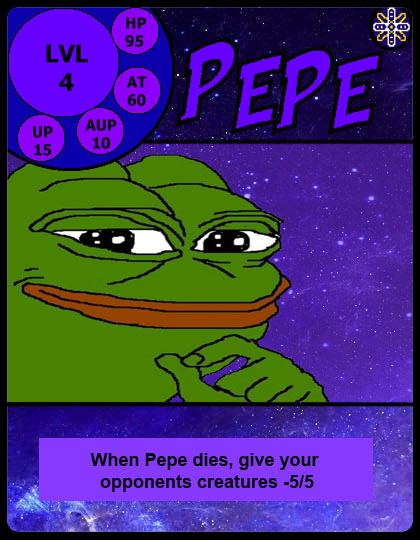 LVL
4
HP
95
AT
60
AUP
10
UP
15
PEPE
When Pepe dies, give your
opponents creatures -5/5